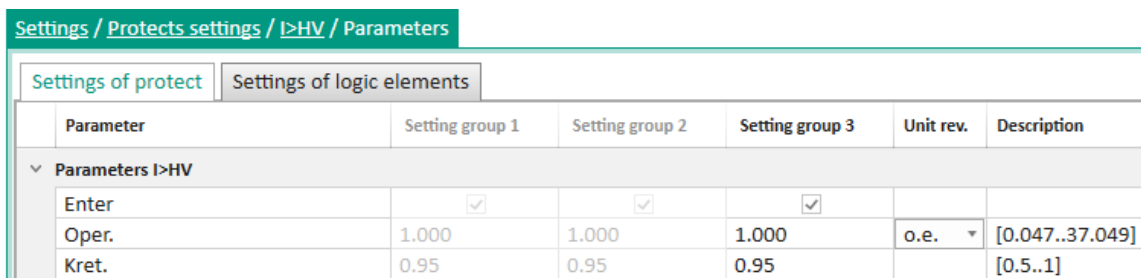 Settings / Protects settings / I>HV / Parameters
Settings of protect Settings of logic elements
Parameter Setting group 1 Setting group 2 Setting group 3 Unit rev. Description
Parameters I>HV
Enter
Oper. 1.000 1.000 1.000 o.e. [0.047..37.049]
Kret. 0.95 0.95 0.95 [0.5..1]